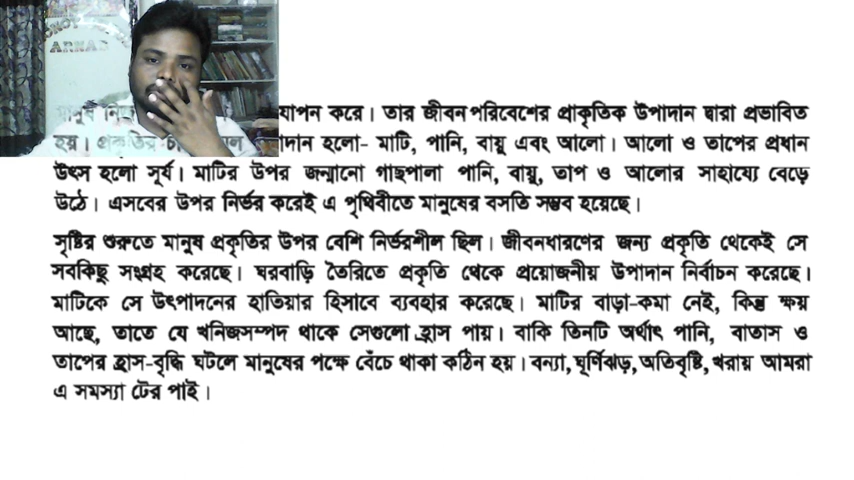 মানুষ যাপন করে। তার জীবন পরিবেশের প্রাকৃতিক উপাদান দ্বারা প্রভাবিত
হয়। প্রকৃতির হলো- মাটি, পানি, বায়ু এবং আলো। আলো ও তাপের প্রধান
উৎস হলো সূর্য। মাটির উপর জন্মানো গাছপালা পানি, বায়ু, তাপ ও আলোর সাহায্যে বেড়ে
উঠে। এসবের উপর নির্ভর করেই এ পৃথিবীতে মানুষের বসতি সম্ভব হয়েছে।
সৃষ্টির শুরুতে মানুষ প্রকৃতির উপর বেশি নির্ভরশীল ছিল। জীবনধারণের জন্য প্রকৃতি থেকেই সে
সবকিছু সংগ্রহ করেছে। ঘরবাড়ি তৈরিতে প্রকৃতি থেকে প্রয়োজনীয় উপাদান নির্বাচন করেছে।
মাটিকে সে উৎপাদনের হাতিয়ার হিসাবে ব্যবহার করেছে। মাটির বাড়া-কমা নেই, কিন্তু ক্ষয়
আছে, তাতে যে খনিজসম্পদ থাকে সেগুলো হ্রাস পায়। বাকি তিনটি অর্থাৎ পানি, বাতাস ও
তাপের হ্রাস-বৃদ্ধি ঘটলে মানুষের পক্ষে বেঁচে থাকা কঠিন হয়। বন্যা, ঘূর্ণিঝড়, অতিবৃষ্টি, খরায় আমরা
এ সমস্যা টের পাই।